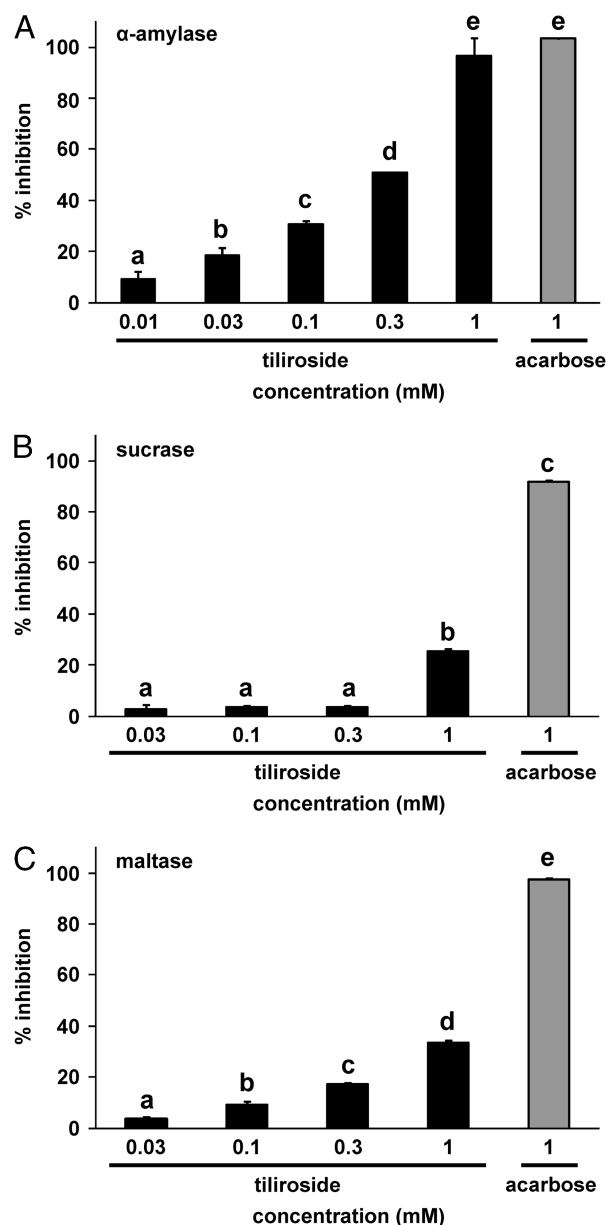 A
α-amylase
% inhibition
100
80
60
40
20
0
a
b
c
d
e
e
0.01 0.03 0.1 0.3 1 1
tiliroside acarbose
concentration (mM)
B
sucrase
% inhibition
100
80
60
40
20
0
a
a
a
b
c
0.03 0.1 0.3 1 1
tiliroside acarbose
concentration (mM)
C
maltase
% inhibition
100
80
60
40
20
0
a
b
c
d
e
0.03 0.1 0.3 1 1
tiliroside acarbose
concentration (mM)